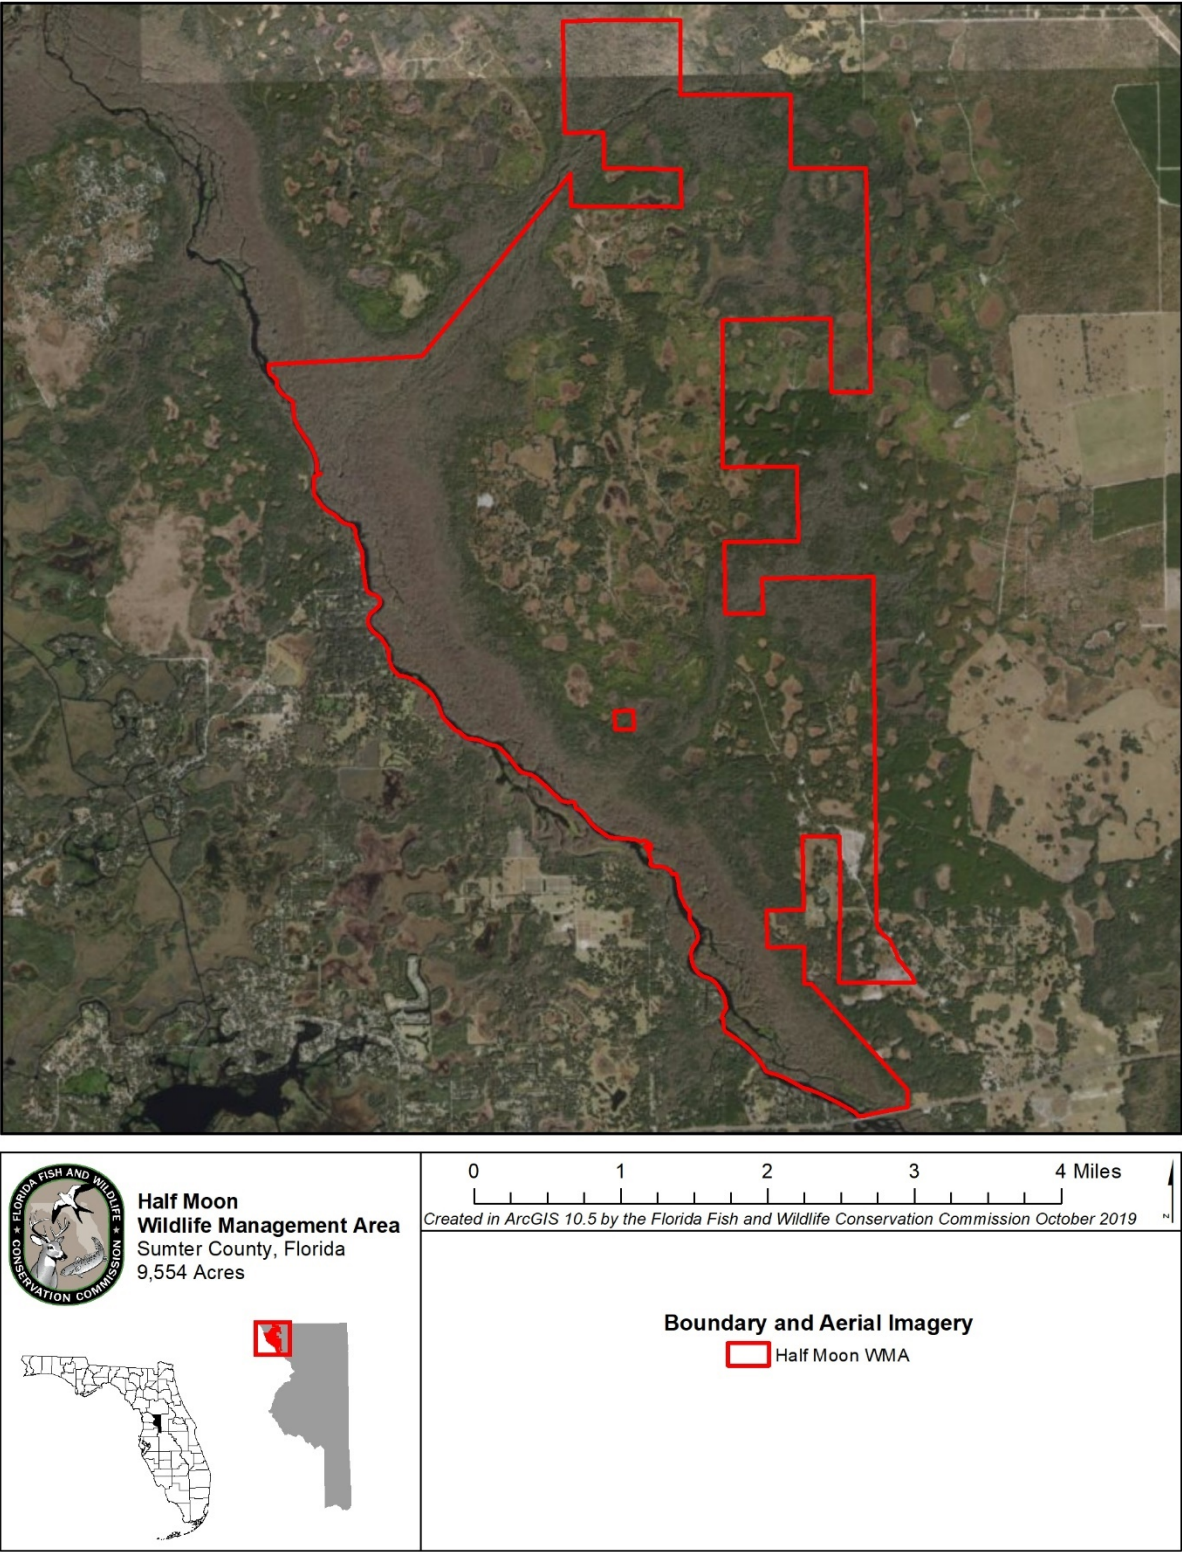 FLORIDA FISH AND WILDLIFE
CONSERVATION COMMISSION
Half Moon
Wildlife Management Area
Sumter County, Florida
9,554 Acres
0 1 2 3 4 Miles
N
Created in ArcGIS 10.5 by the Florida Fish and Wildlife Conservation Commission October 2019
Boundary and Aerial Imagery
Half Moon WMA